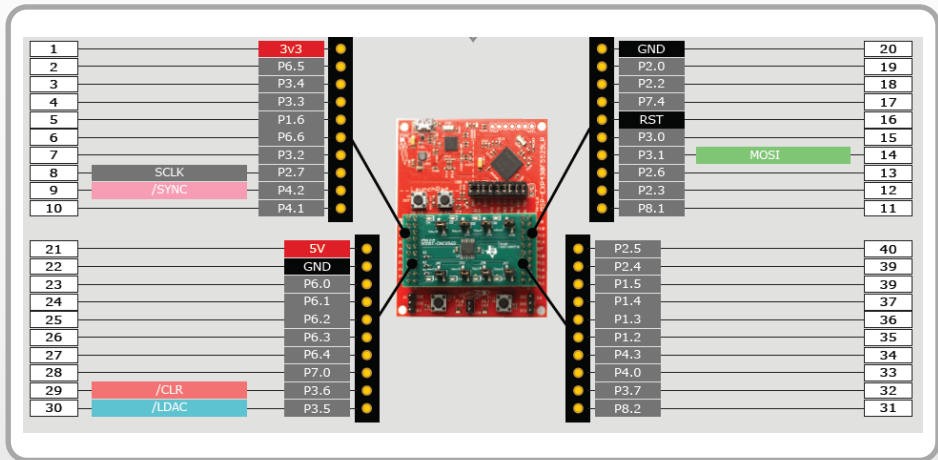 1 3v3
2 P6.5
3 P3.4
4 P3.3
5 P1.6
6 P6.6
7 P3.2
8 SCLK P2.7
9 /SYNC P4.2
10 P4.1
GND 20
P2.0 19
P2.2 18
P7.4 17
RST 16
P3.0 15
P3.1 MOSI 14
P2.6 13
P2.3 12
P8.1 11
21 5V
22 GND
23 P6.0
24 P6.1
25 P6.2
26 P6.3
27 P6.4
28 P7.0
29 /CLR P3.6
30 /LDAC P3.5
P2.5 40
P2.4 39
P1.5 39
P1.4 37
P1.3 36
P1.2 35
P4.3 34
P4.0 33
P3.7 32
P8.2 31